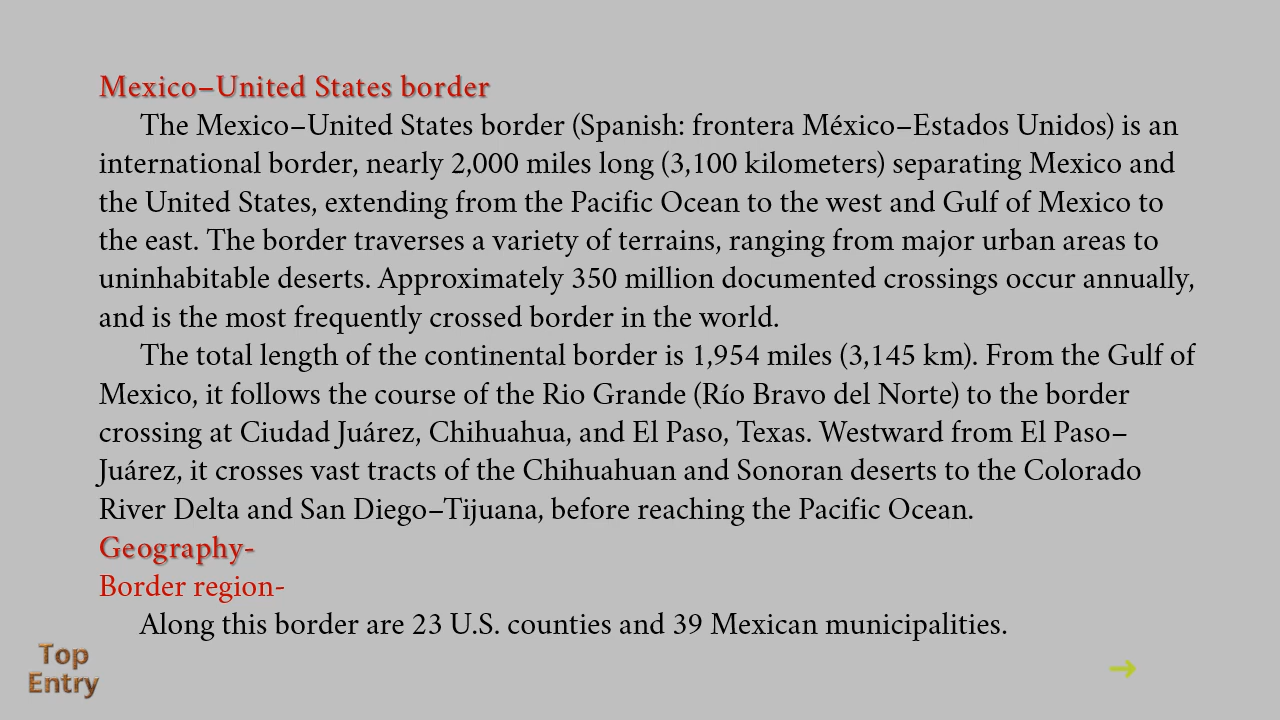 Mexico–United States border
The Mexico–United States border (Spanish: frontera México–Estados Unidos) is an
international border, nearly 2,000 miles long (3,100 kilometers) separating Mexico and
the United States, extending from the Pacific Ocean to the west and Gulf of Mexico to
the east. The border traverses a variety of terrains, ranging from major urban areas to
uninhabitable deserts. Approximately 350 million documented crossings occur annually,
and is the most frequently crossed border in the world.
The total length of the continental border is 1,954 miles (3,145 km). From the Gulf of
Mexico, it follows the course of the Rio Grande (Río Bravo del Norte) to the border
crossing at Ciudad Juárez, Chihuahua, and El Paso, Texas. Westward from El Paso–
Juárez, it crosses vast tracts of the Chihuahuan and Sonoran deserts to the Colorado
River Delta and San Diego–Tijuana, before reaching the Pacific Ocean.
Geography-
Border region-
Along this border are 23 U.S. counties and 39 Mexican municipalities.
Top
Entry
→